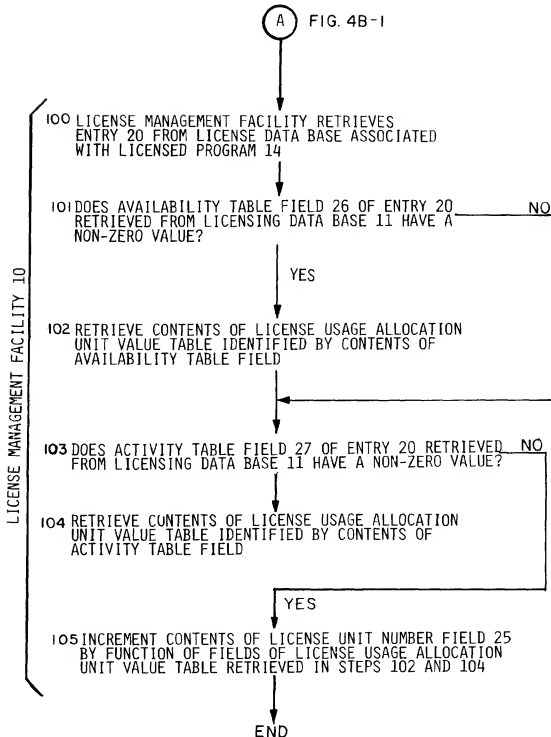 A FIG. 4B-1
LICENSE MANAGEMENT FACILITY 10
100 LICENSE MANAGEMENT FACILITY RETRIEVES
ENTRY 20 FROM LICENSE DATA BASE ASSOCIATED
WITH LICENSED PROGRAM 14
101 DOES AVAILABILITY TABLE FIELD 26 OF ENTRY 20 NO
RETRIEVED FROM LICENSING DATA BASE 11 HAVE A
NON-ZERO VALUE?
YES
102 RETRIEVE CONTENTS OF LICENSE USAGE ALLOCATION
UNIT VALUE TABLE IDENTIFIED BY CONTENTS OF
AVAILABILITY TABLE FIELD
103 DOES ACTIVITY TABLE FIELD 27 OF ENTRY 20 RETRIEVED NO
FROM LICENSING DATA BASE 11 HAVE A NON-ZERO VALUE?
104 RETRIEVE CONTENTS OF LICENSE USAGE ALLOCATION
UNIT VALUE TABLE IDENTIFIED BY CONTENTS OF
ACTIVITY TABLE FIELD
YES
105 INCREMENT CONTENTS OF LICENSE UNIT NUMBER FIELD 25
BY FUNCTION OF FIELDS OF LICENSE USAGE ALLOCATION
UNIT VALUE TABLE RETRIEVED IN STEPS 102 AND 104
END